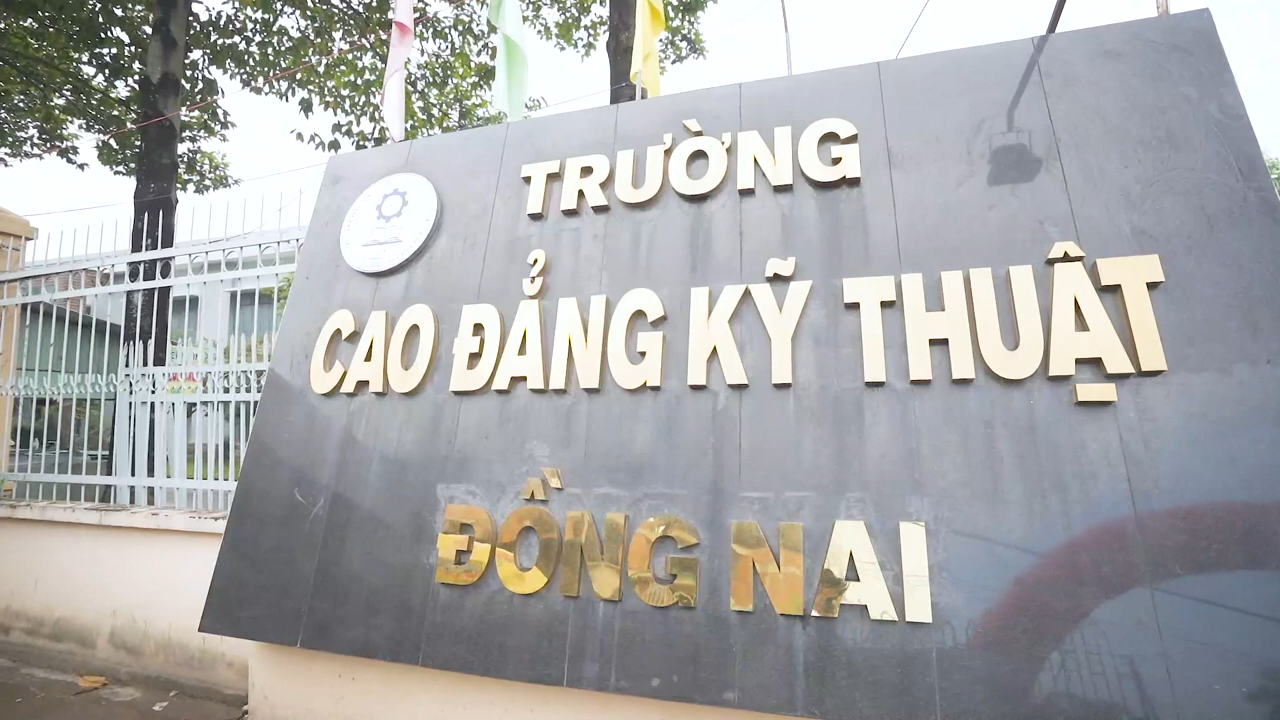 TRƯỜNG
CAO ĐẲNG KỸ THUẬT
ĐỒNG NAI